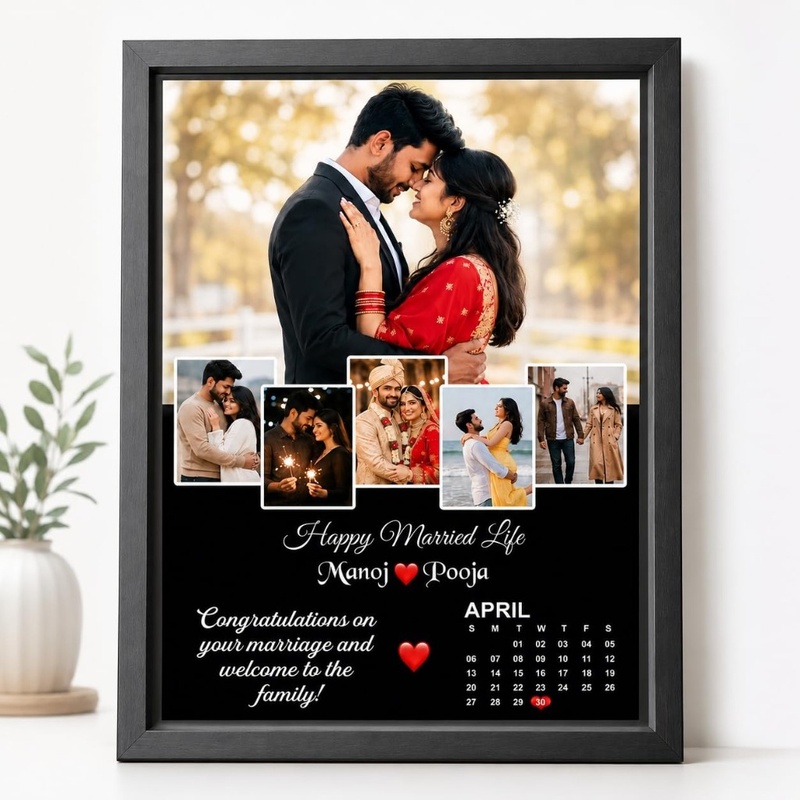 Happy Married Life
Manoj ❤️ Pooja
Congratulations on
your marriage and
welcome to the
family!
❤️
APRIL
S M T W T F S
01 02 03 04 05
06 07 08 09 10 11 12
13 14 15 16 17 18 19
20 21 22 23 24 25 26
27 28 29 30